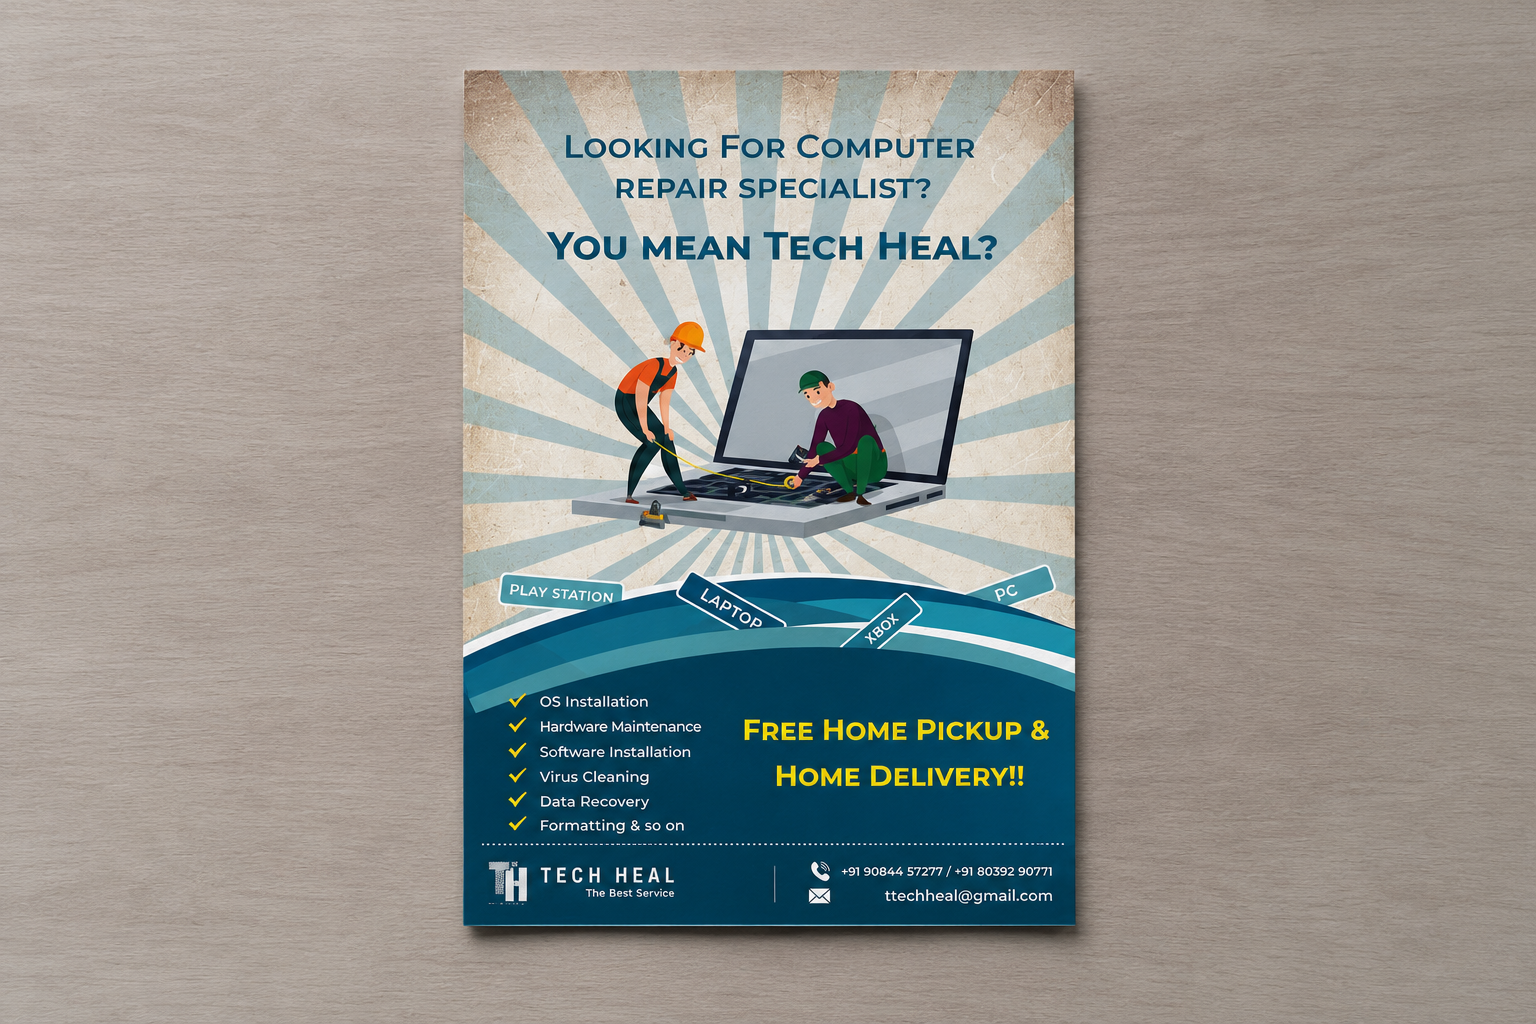 Looking For Computer
repair specialist?
You mean Tech Heal?
PLAY STATION
LAPTOP
XBOX
PC
OS Installation
Hardware Maintenance
Software Installation
Virus Cleaning
Data Recovery
Formatting & so on
Free Home Pickup &
Home Delivery!!
TH
TECH HEAL
The Best Service
+91 90844 57277 / +91 80392 90771
ttechheal@gmail.com